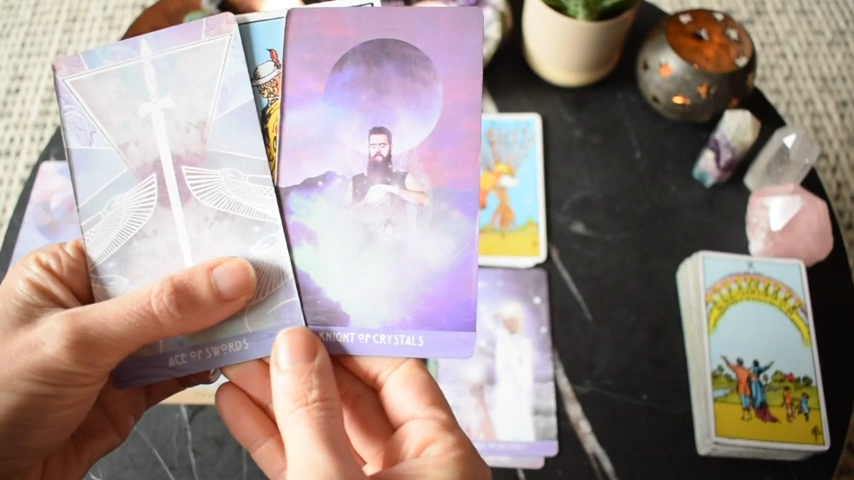 ACE OF SWORDS
KNIGHT OF CRYSTALS
X